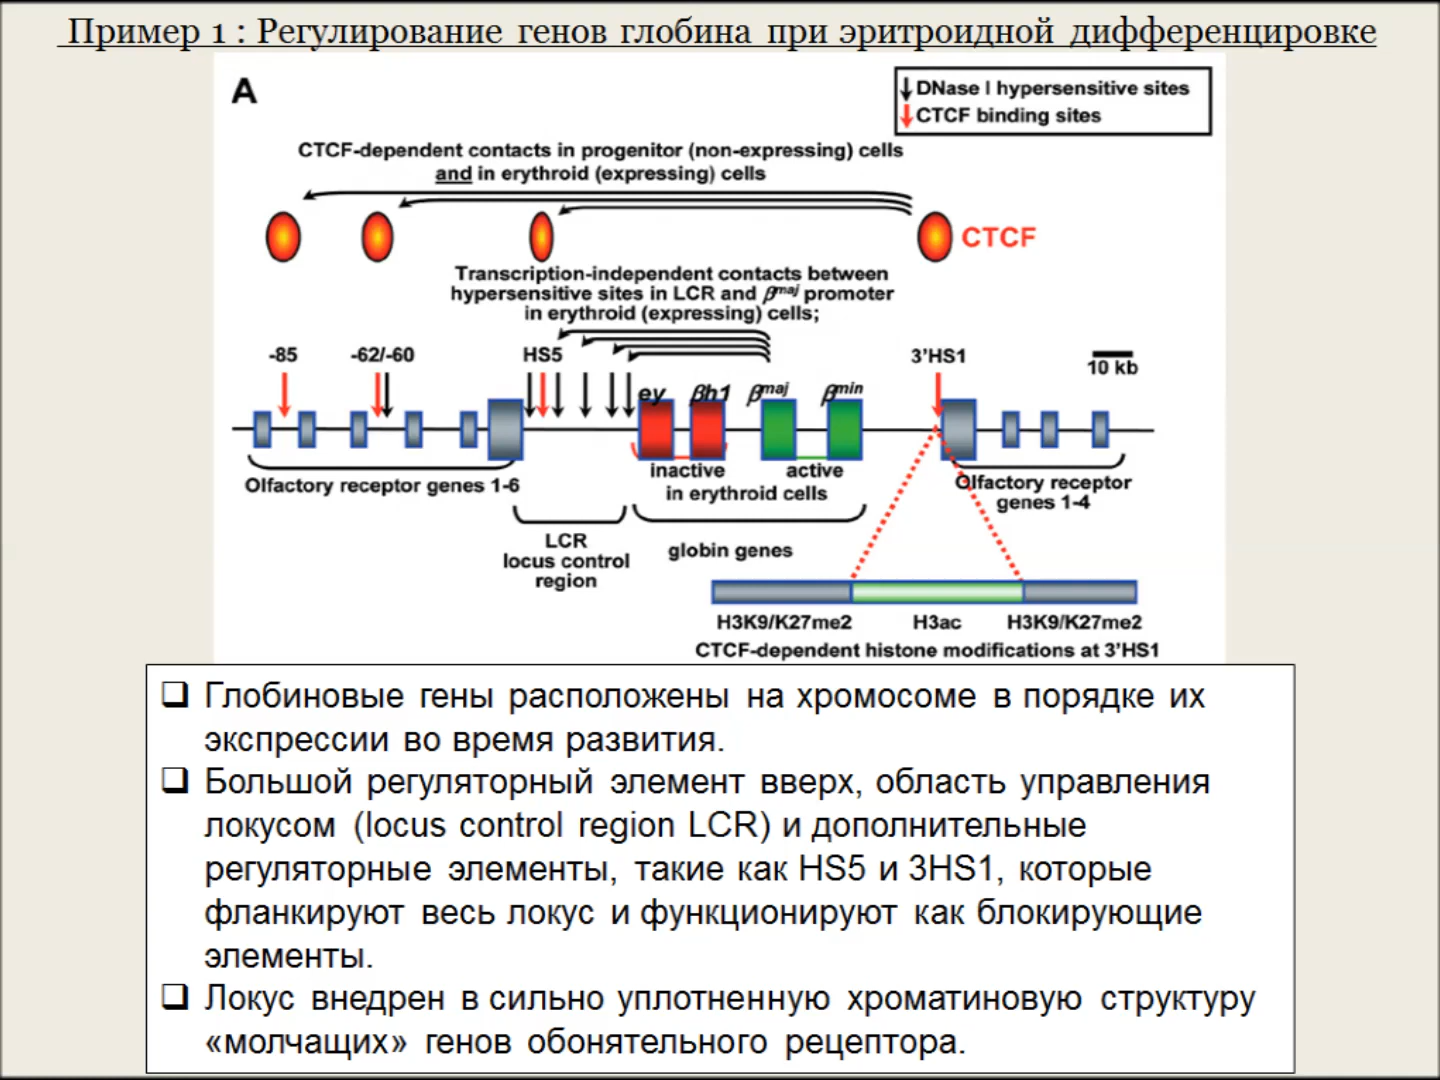 Пример 1 : Регулирование генов глобина при эритроидной дифференцировке
A
DNase I hypersensitive sites
CTCF binding sites
CTCF-dependent contacts in progenitor (non-expressing) cells
and in erythroid (expressing) cells
CTCF
Transcription-independent contacts between
hypersensitive sites in LCR and βmaj promoter
in erythroid (expressing) cells;
-85 -62/-60 HS5 3'HS1
10 kb
ey βh1 βmaj βmin
inactive active
in erythroid cells
Olfactory receptor genes 1-6
Olfactory receptor
genes 1-4
LCR
locus control
region
globin genes
H3K9/K27me2 H3ac H3K9/K27me2
CTCF-dependent histone modifications at 3'HS1
❑ Глобиновые гены расположены на хромосоме в порядке их
экспрессии во время развития.
❑ Большой регуляторный элемент вверх, область управления
локусом (locus control region LCR) и дополнительные
регуляторные элементы, такие как HS5 и 3HS1, которые
фланкируют весь локус и функционируют как блокирующие
элементы.
❑ Локус внедрен в сильно уплотненную хроматиновую структуру
«молчащих» генов обонятельного рецептора.